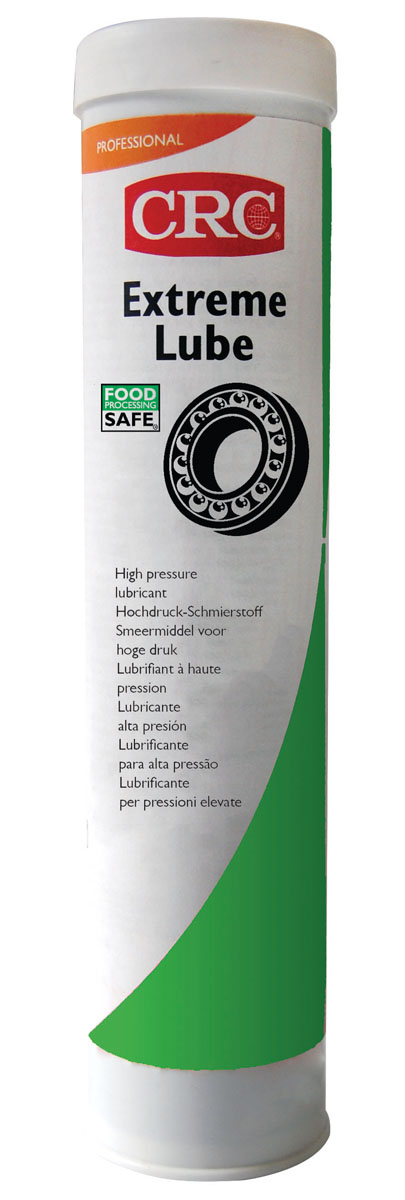 PROFESSIONAL
CRC
Extreme
Lube
FOOD
PROCESSING
SAFE
High pressure
lubricant
Hochdruck-Schmierstoff
Smeermiddel voor
hoge druk
Lubrifiant à haute
pression
Lubricante
alta presión
Lubrificante
para alta pressão
Lubrificante
per pressioni elevate